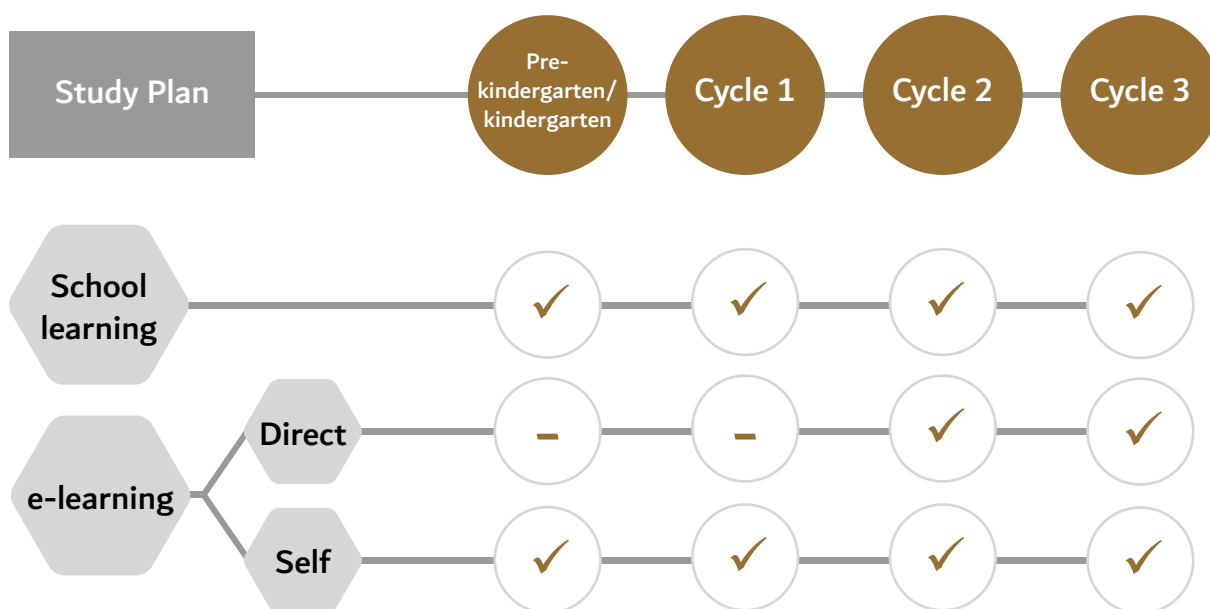 Study Plan
Pre-
kindergarten/
kindergarten
Cycle 1
Cycle 2
Cycle 3
School
learning
✓ ✓ ✓ ✓
e-learning
Direct
- - ✓ ✓
Self
✓ ✓ ✓ ✓